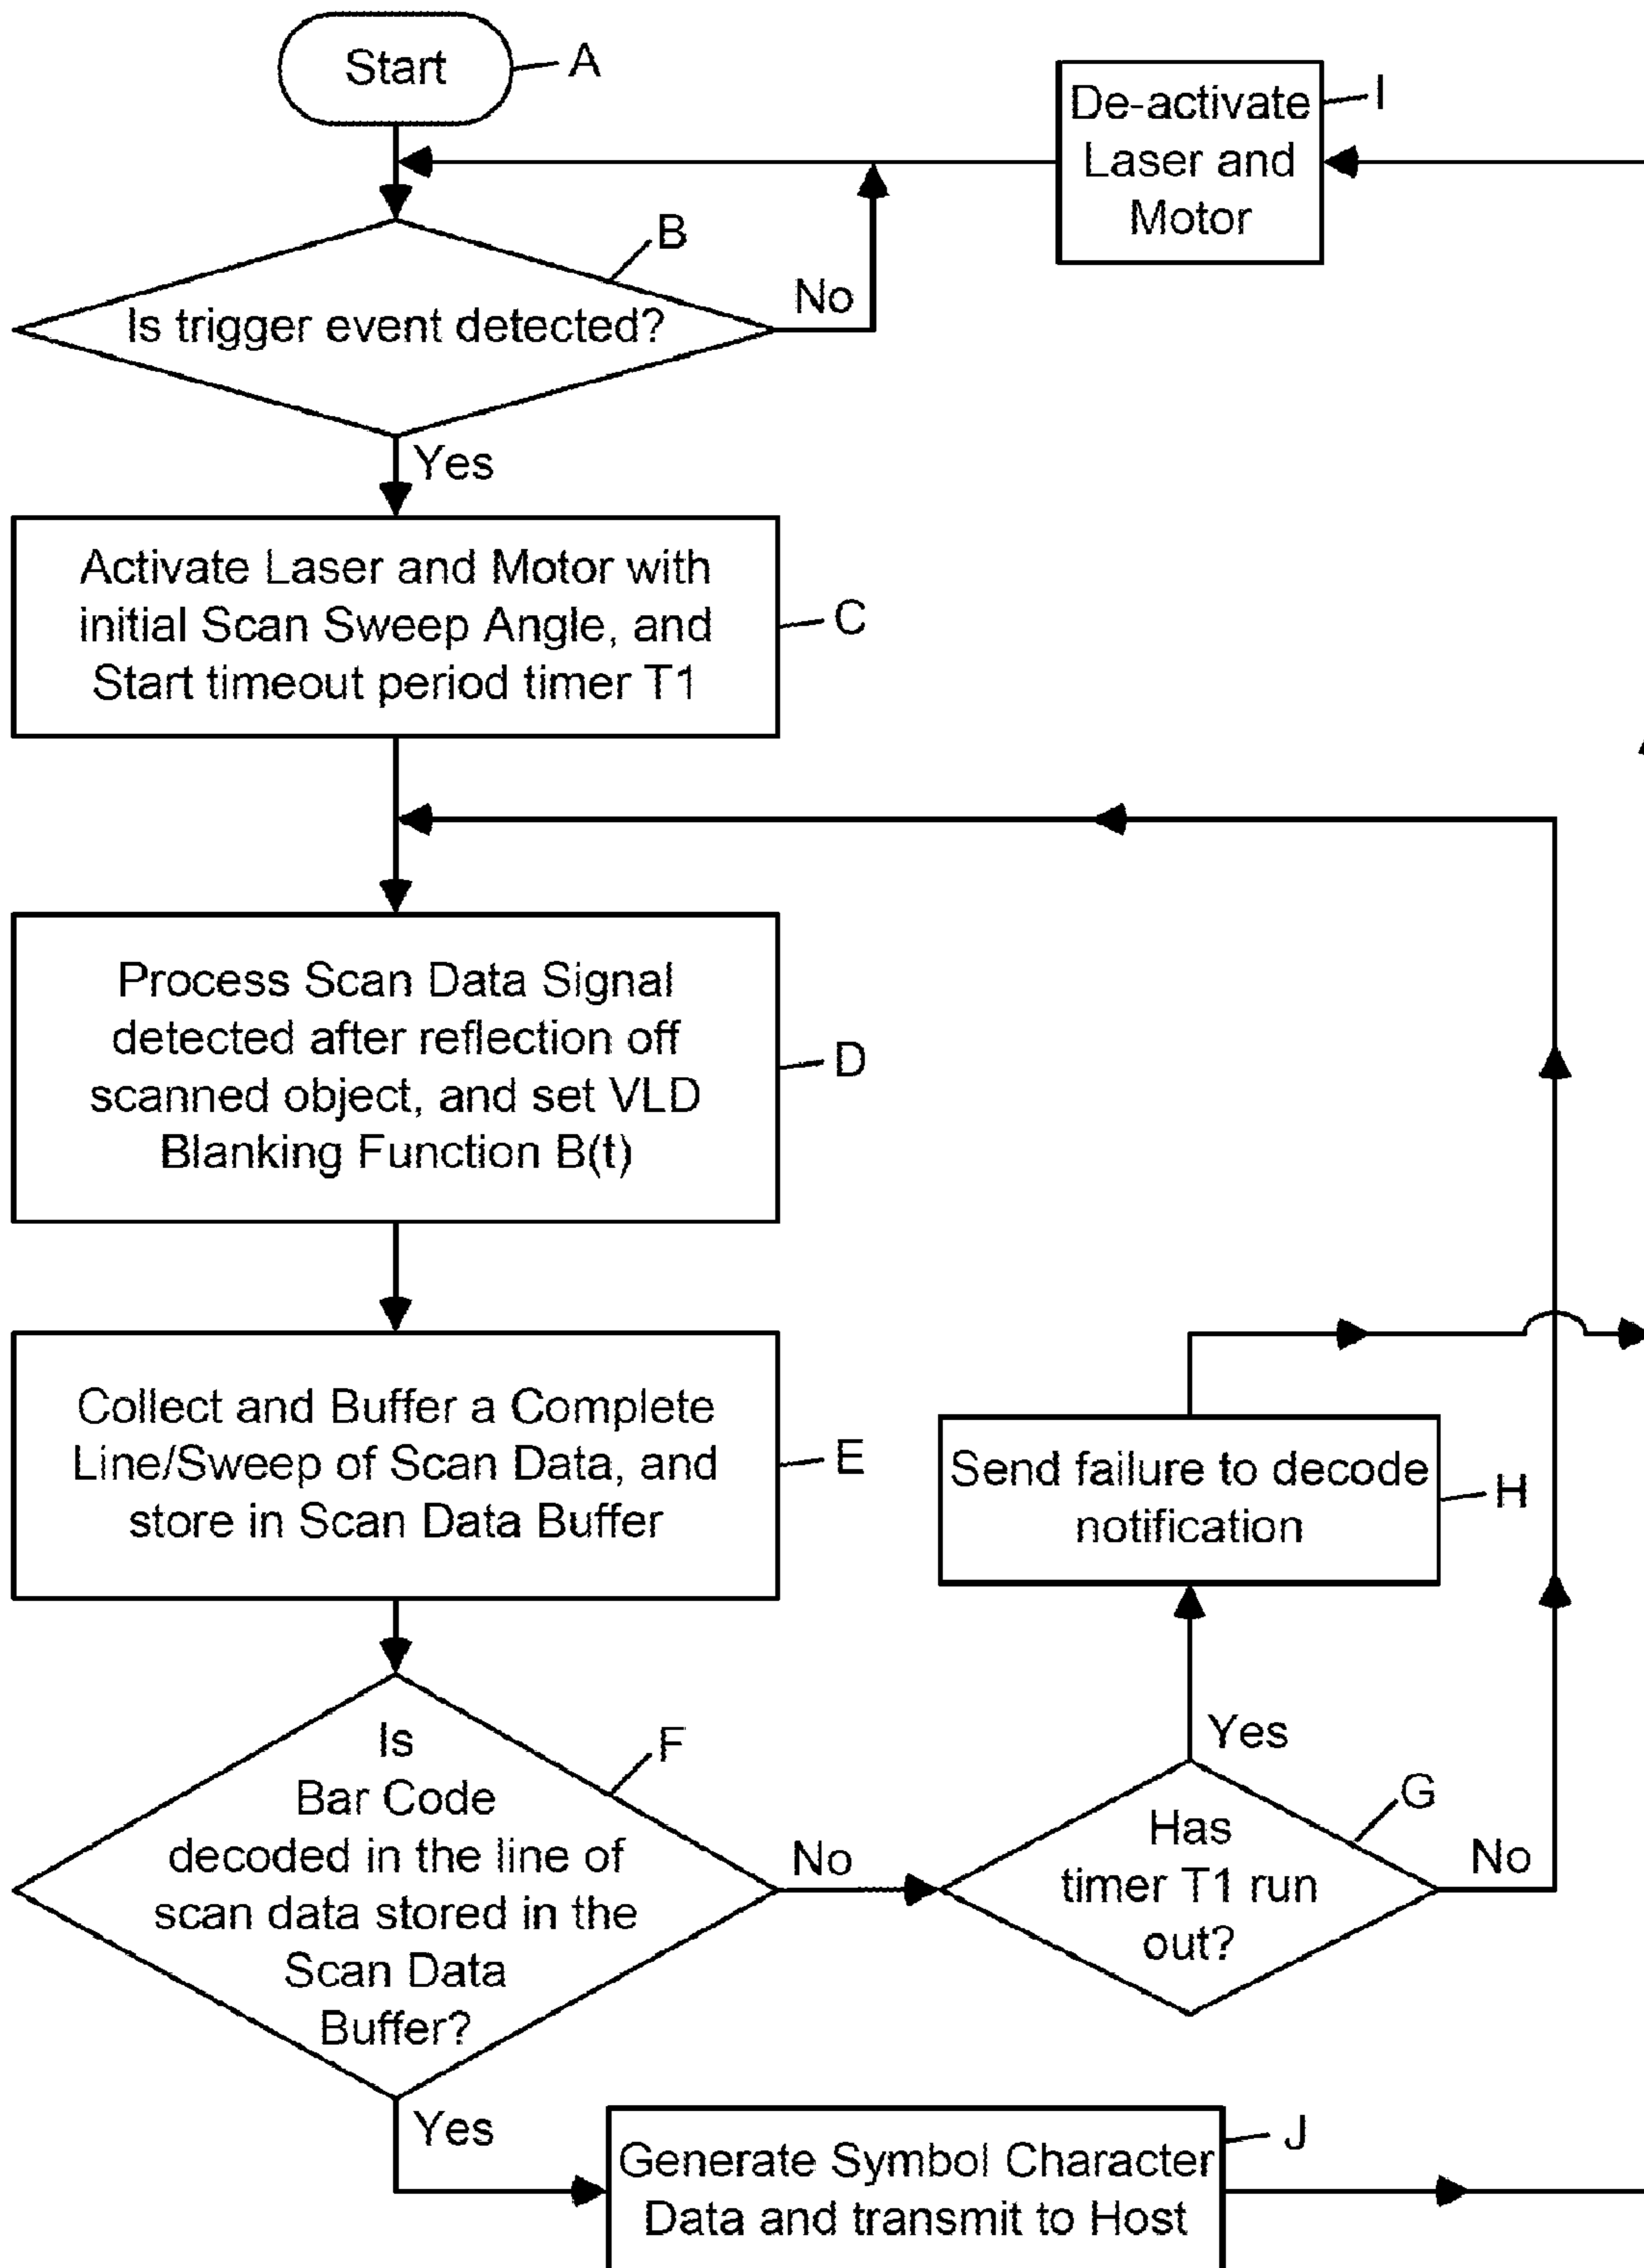 Start
A
De-activate
Laser and
Motor
I
B
Is trigger event detected?
No
Yes
Activate Laser and Motor with
initial Scan Sweep Angle, and
Start timeout period timer T1
C
Process Scan Data Signal
detected after reflection off
scanned object, and set VLD
Blanking Function B(t)
D
Collect and Buffer a Complete
Line/Sweep of Scan Data, and
store in Scan Data Buffer
E
Send failure to decode
notification
H
Is
Bar Code
decoded in the line of
scan data stored in the
Scan Data
Buffer?
F
No
Yes
Has
timer T1 run
out?
G
No
Yes
Generate Symbol Character
Data and transmit to Host
J